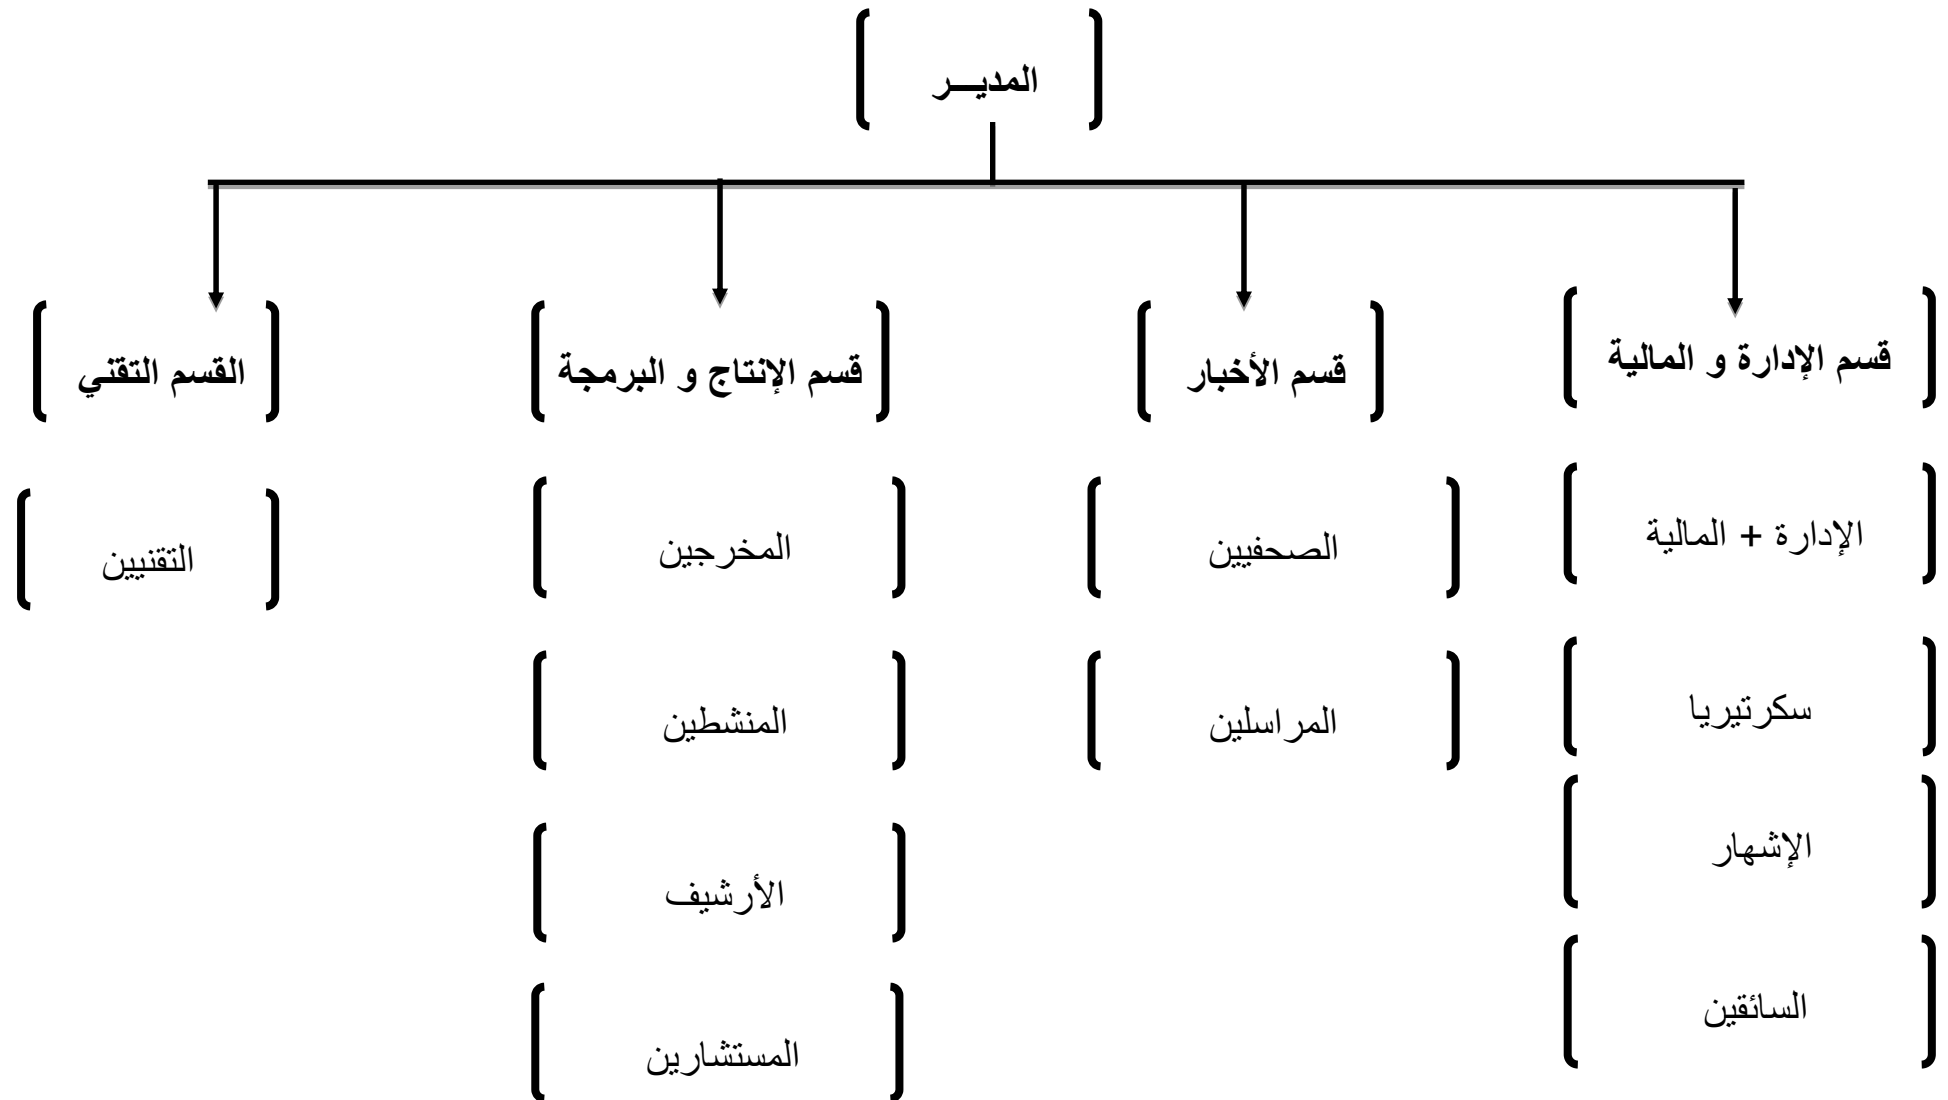 المديـــر
قسم الإدارة و المالية
قسم الأخبار
قسم الإنتاج و البرمجة
القسم التقني
الإدارة + المالية
الصحفيين
المخرجين
التقنيين
سكرتيريا
المراسلين
المنشطين
الإشهار
الأرشيف
السائقين
المستشارين